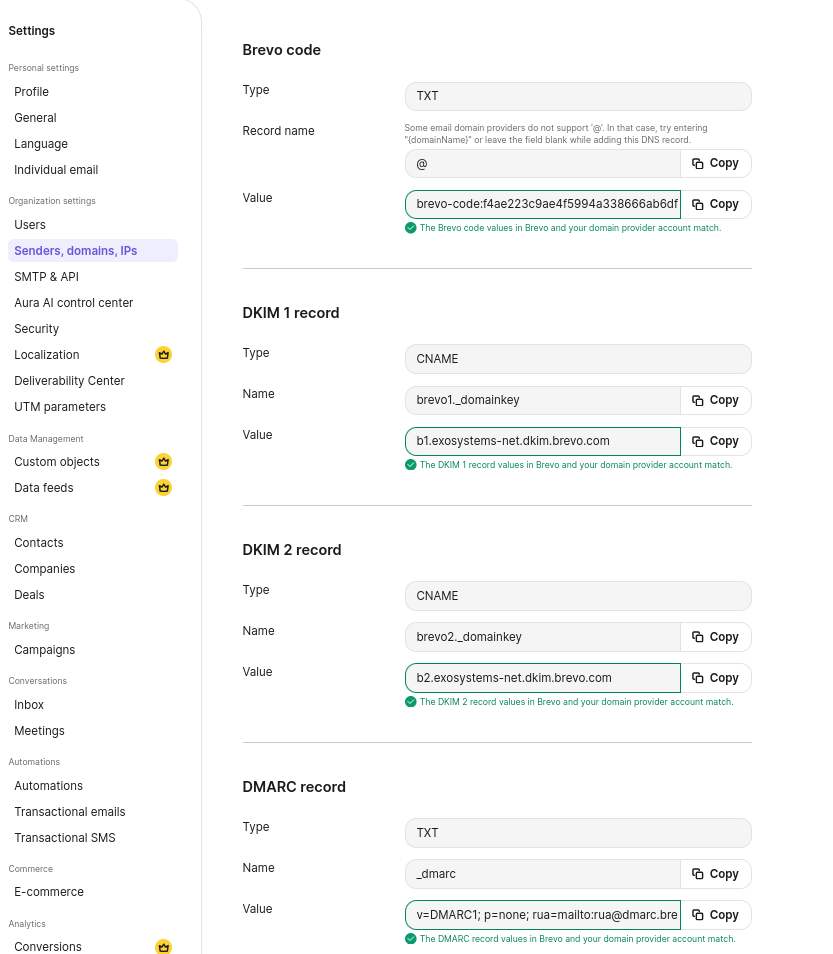 Settings
Personal settings
Profile
General
Language
Individual email
Organization settings
Users
Senders, domains, IPs
SMTP & API
Aura AI control center
Security
Localization
Deliverability Center
UTM parameters
Data Management
Custom objects
Data feeds
CRM
Contacts
Companies
Deals
Marketing
Campaigns
Conversations
Inbox
Meetings
Automations
Automations
Transactional emails
Transactional SMS
Commerce
E-commerce
Analytics
Conversions
Brevo code
Type
TXT
Record name
Some email domain providers do not support '@'. In that case, try entering
"{domainName}" or leave the field blank while adding this DNS record.
@
Copy
Value
brevo-code:f4ae223c9ae4f5994a338666ab6df
Copy
The Brevo code values in Brevo and your domain provider account match.
DKIM 1 record
Type
CNAME
Name
brevo1._domainkey
Copy
Value
b1.exosystems-net.dkim.brevo.com
Copy
The DKIM 1 record values in Brevo and your domain provider account match.
DKIM 2 record
Type
CNAME
Name
brevo2._domainkey
Copy
Value
b2.exosystems-net.dkim.brevo.com
Copy
The DKIM 2 record values in Brevo and your domain provider account match.
DMARC record
Type
TXT
Name
_dmarc
Copy
Value
v=DMARC1; p=none; rua=mailto:rua@dmarc.bre
Copy
The DMARC record values in Brevo and your domain provider account match.